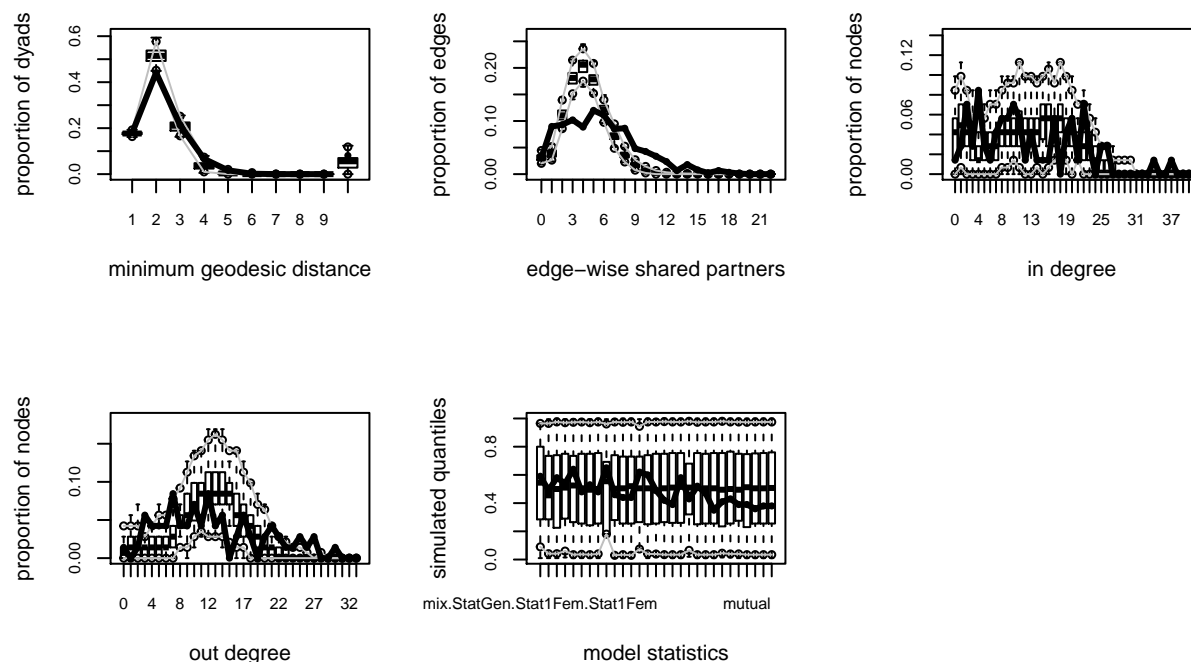 proportion of dyads
0.0 0.2 0.4 0.6
1 2 3 4 5 6 7 8 9
minimum geodesic distance
proportion of edges
0.00 0.10 0.20
0 3 6 9 12 15 18 21
edge−wise shared partners
proportion of nodes
0.00 0.06 0.12
0 4 8 13 19 25 31 37
in degree
proportion of nodes
0.00 0.10
0 4 8 12 17 22 27 32
out degree
simulated quantiles
0.0 0.4 0.8
mix.StatGen.Stat1Fem.Stat1Fem mutual
model statistics